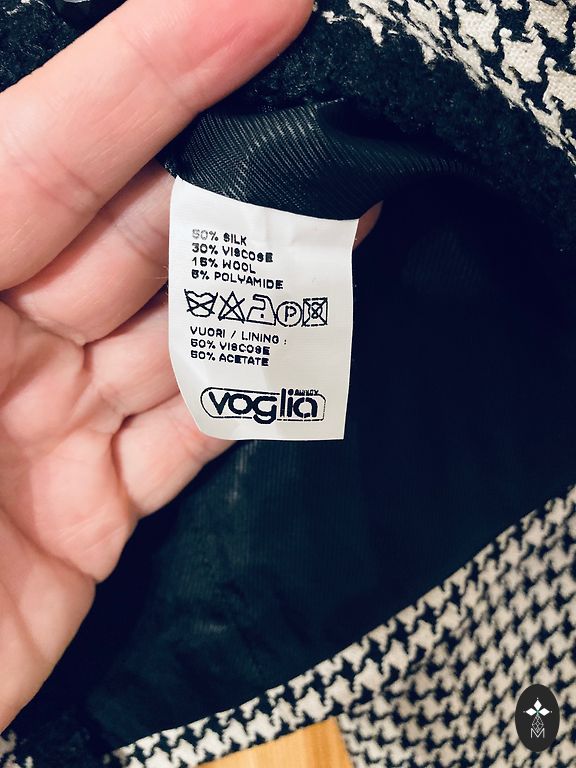 50% SILK
30% VISCOSE
15% WOOL
5% POLYAMIDE
P
VUORI / LINING :
50% VISCOSE
50% ACETATE
voglia
M